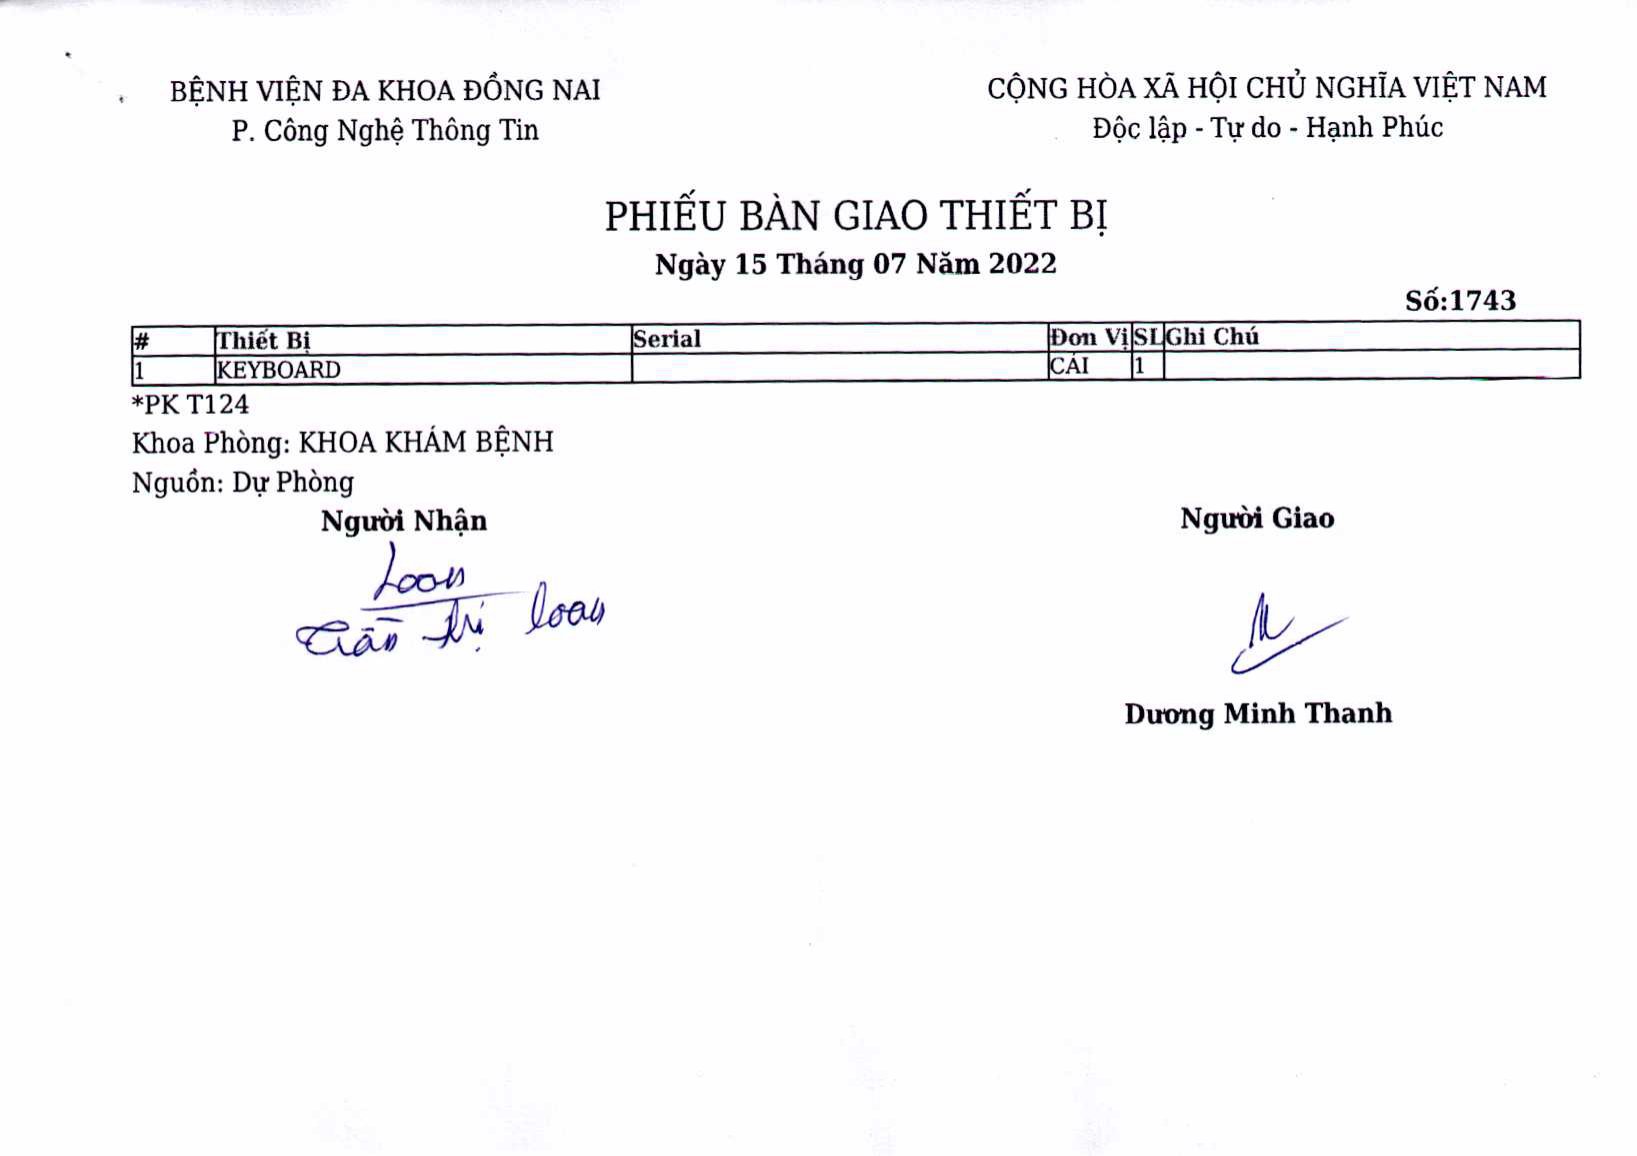 BỆNH VIỆN ĐA KHOA ĐỒNG NAI
P. Công Nghệ Thông Tin
CỘNG HÒA XÃ HỘI CHỦ NGHĨA VIỆT NAM
Độc lập - Tự do - Hạnh Phúc
PHIẾU BÀN GIAO THIẾT BỊ
Ngày 15 Tháng 07 Năm 2022
Số:1743
# Thiết Bị Serial Đơn Vị SL Ghi Chú
1 KEYBOARD CÁI 1
*PK T124
Khoa Phòng: KHOA KHÁM BỆNH
Nguồn: Dự Phòng
Người Nhận
Người Giao
Loan
Trần thị loan
Dương Minh Thanh